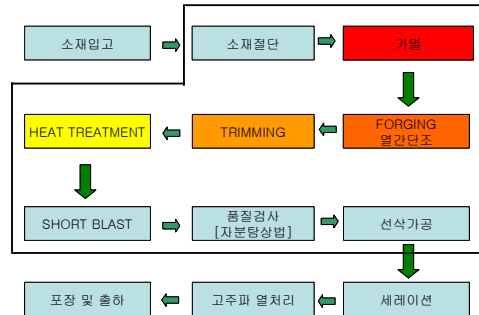 소재입고
소재절단
가열
HEAT TREATMENT
TRIMMING
FORGING
열간단조
SHORT BLAST
품질검사
[자분탐상법]
선삭가공
포장 및 출하
고주파 열처리
세레이션